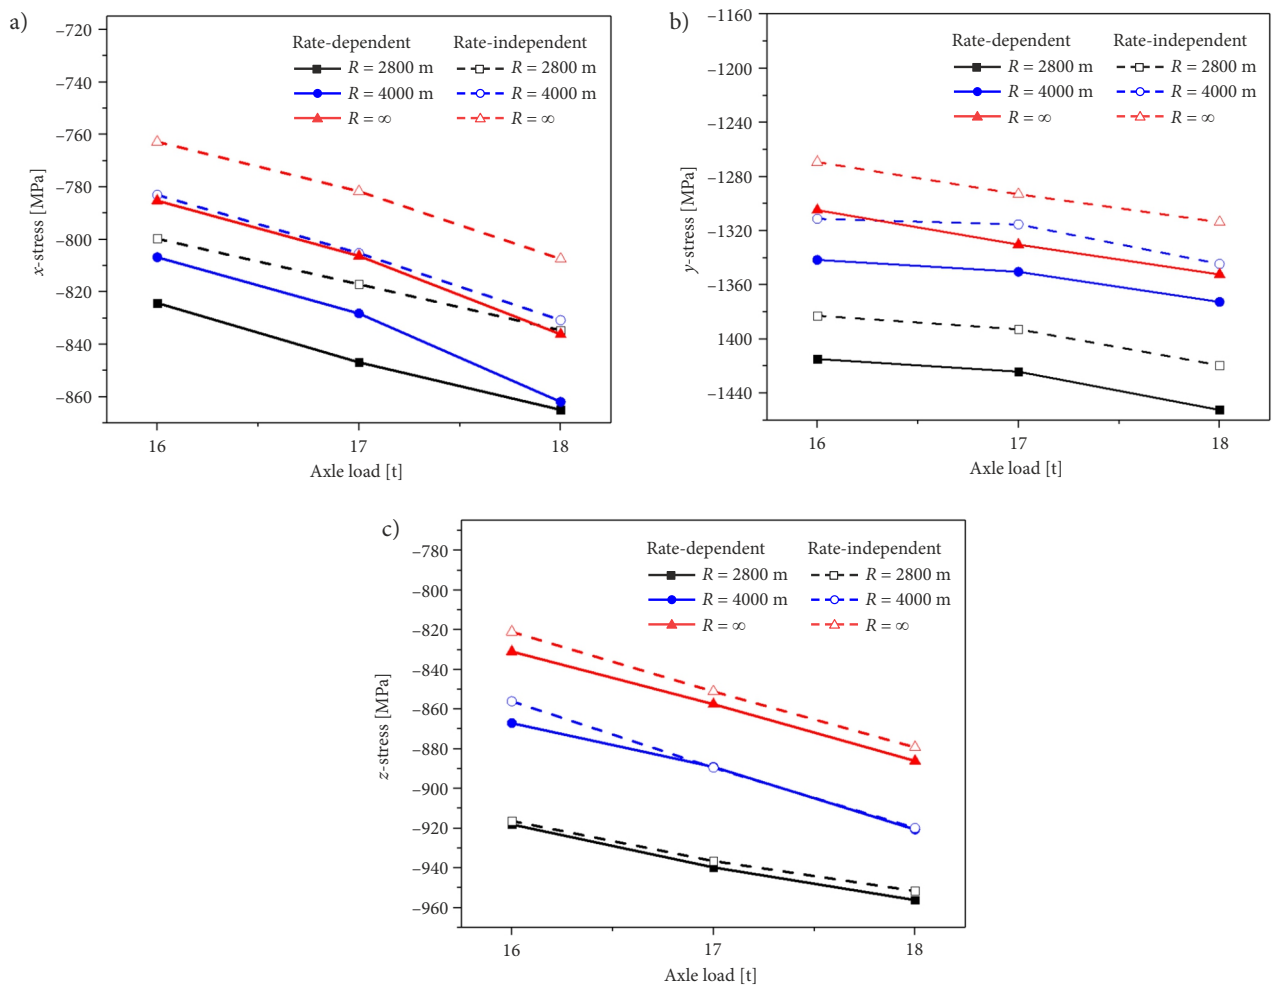 a)
Rate-dependent Rate-independent
R = 2800 m R = 2800 m
R = 4000 m R = 4000 m
R = ∞ R = ∞
–720
–740
–760
–780
–800
–820
–840
–860
x-stress [MPa]
16 17 18
Axle load [t]
b)
Rate-dependent Rate-independent
R = 2800 m R = 2800 m
R = 4000 m R = 4000 m
R = ∞ R = ∞
–1160
–1200
–1240
–1280
–1320
–1360
1400
–1440
y-stress [MPa]
16 17 18
Axle load [t]
c)
Rate-dependent Rate-independent
R = 2800 m R = 2800 m
R = 4000 m R = 4000 m
R = ∞ R = ∞
–780
–800
–820
–840
–860
–880
–900
–920
–940
–960
z-stress [MPa]
16 17 18
Axle load [t]